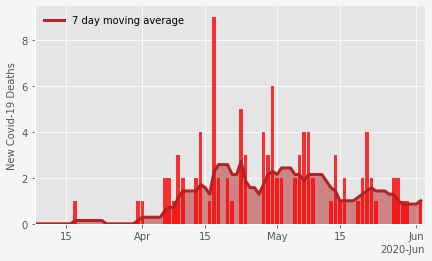 7 day moving average
New Covid-19 Deaths
8
6
4
2
0
15
Apr
15
May
15
Jun
2020-Jun